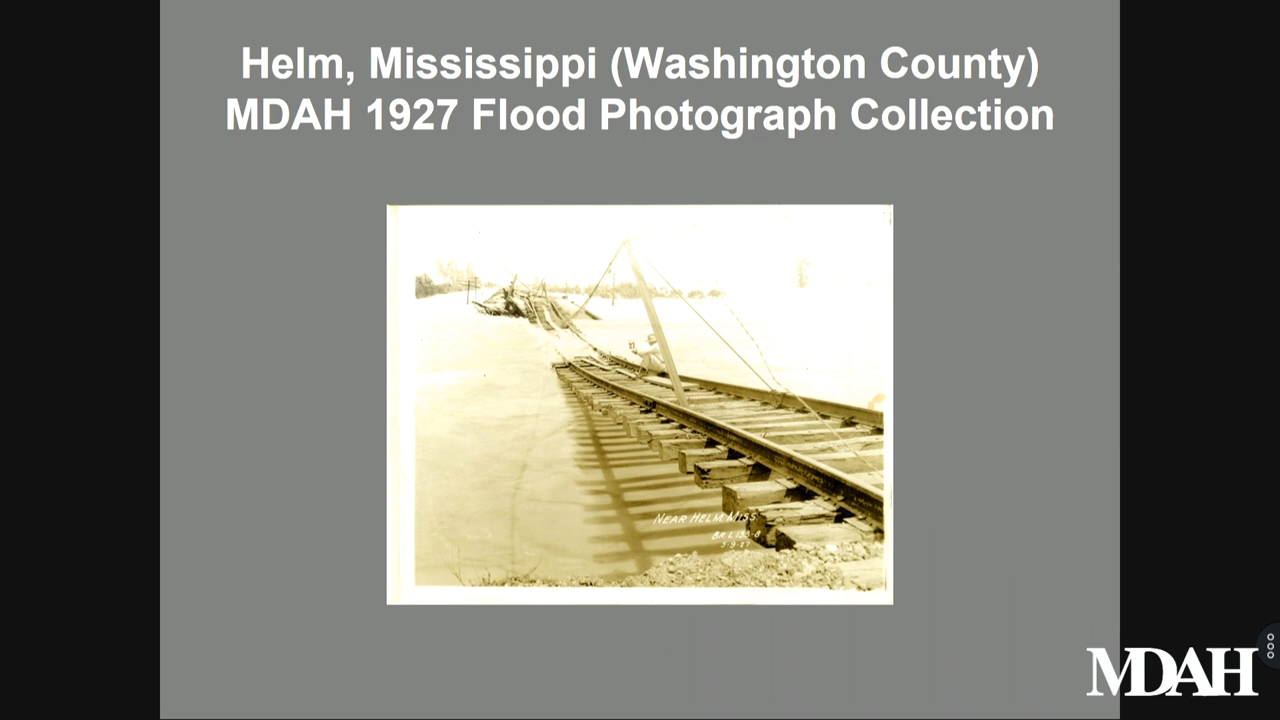 Helm, Mississippi (Washington County)
MDAH 1927 Flood Photograph Collection
NEAR HELM MISS
MDAH